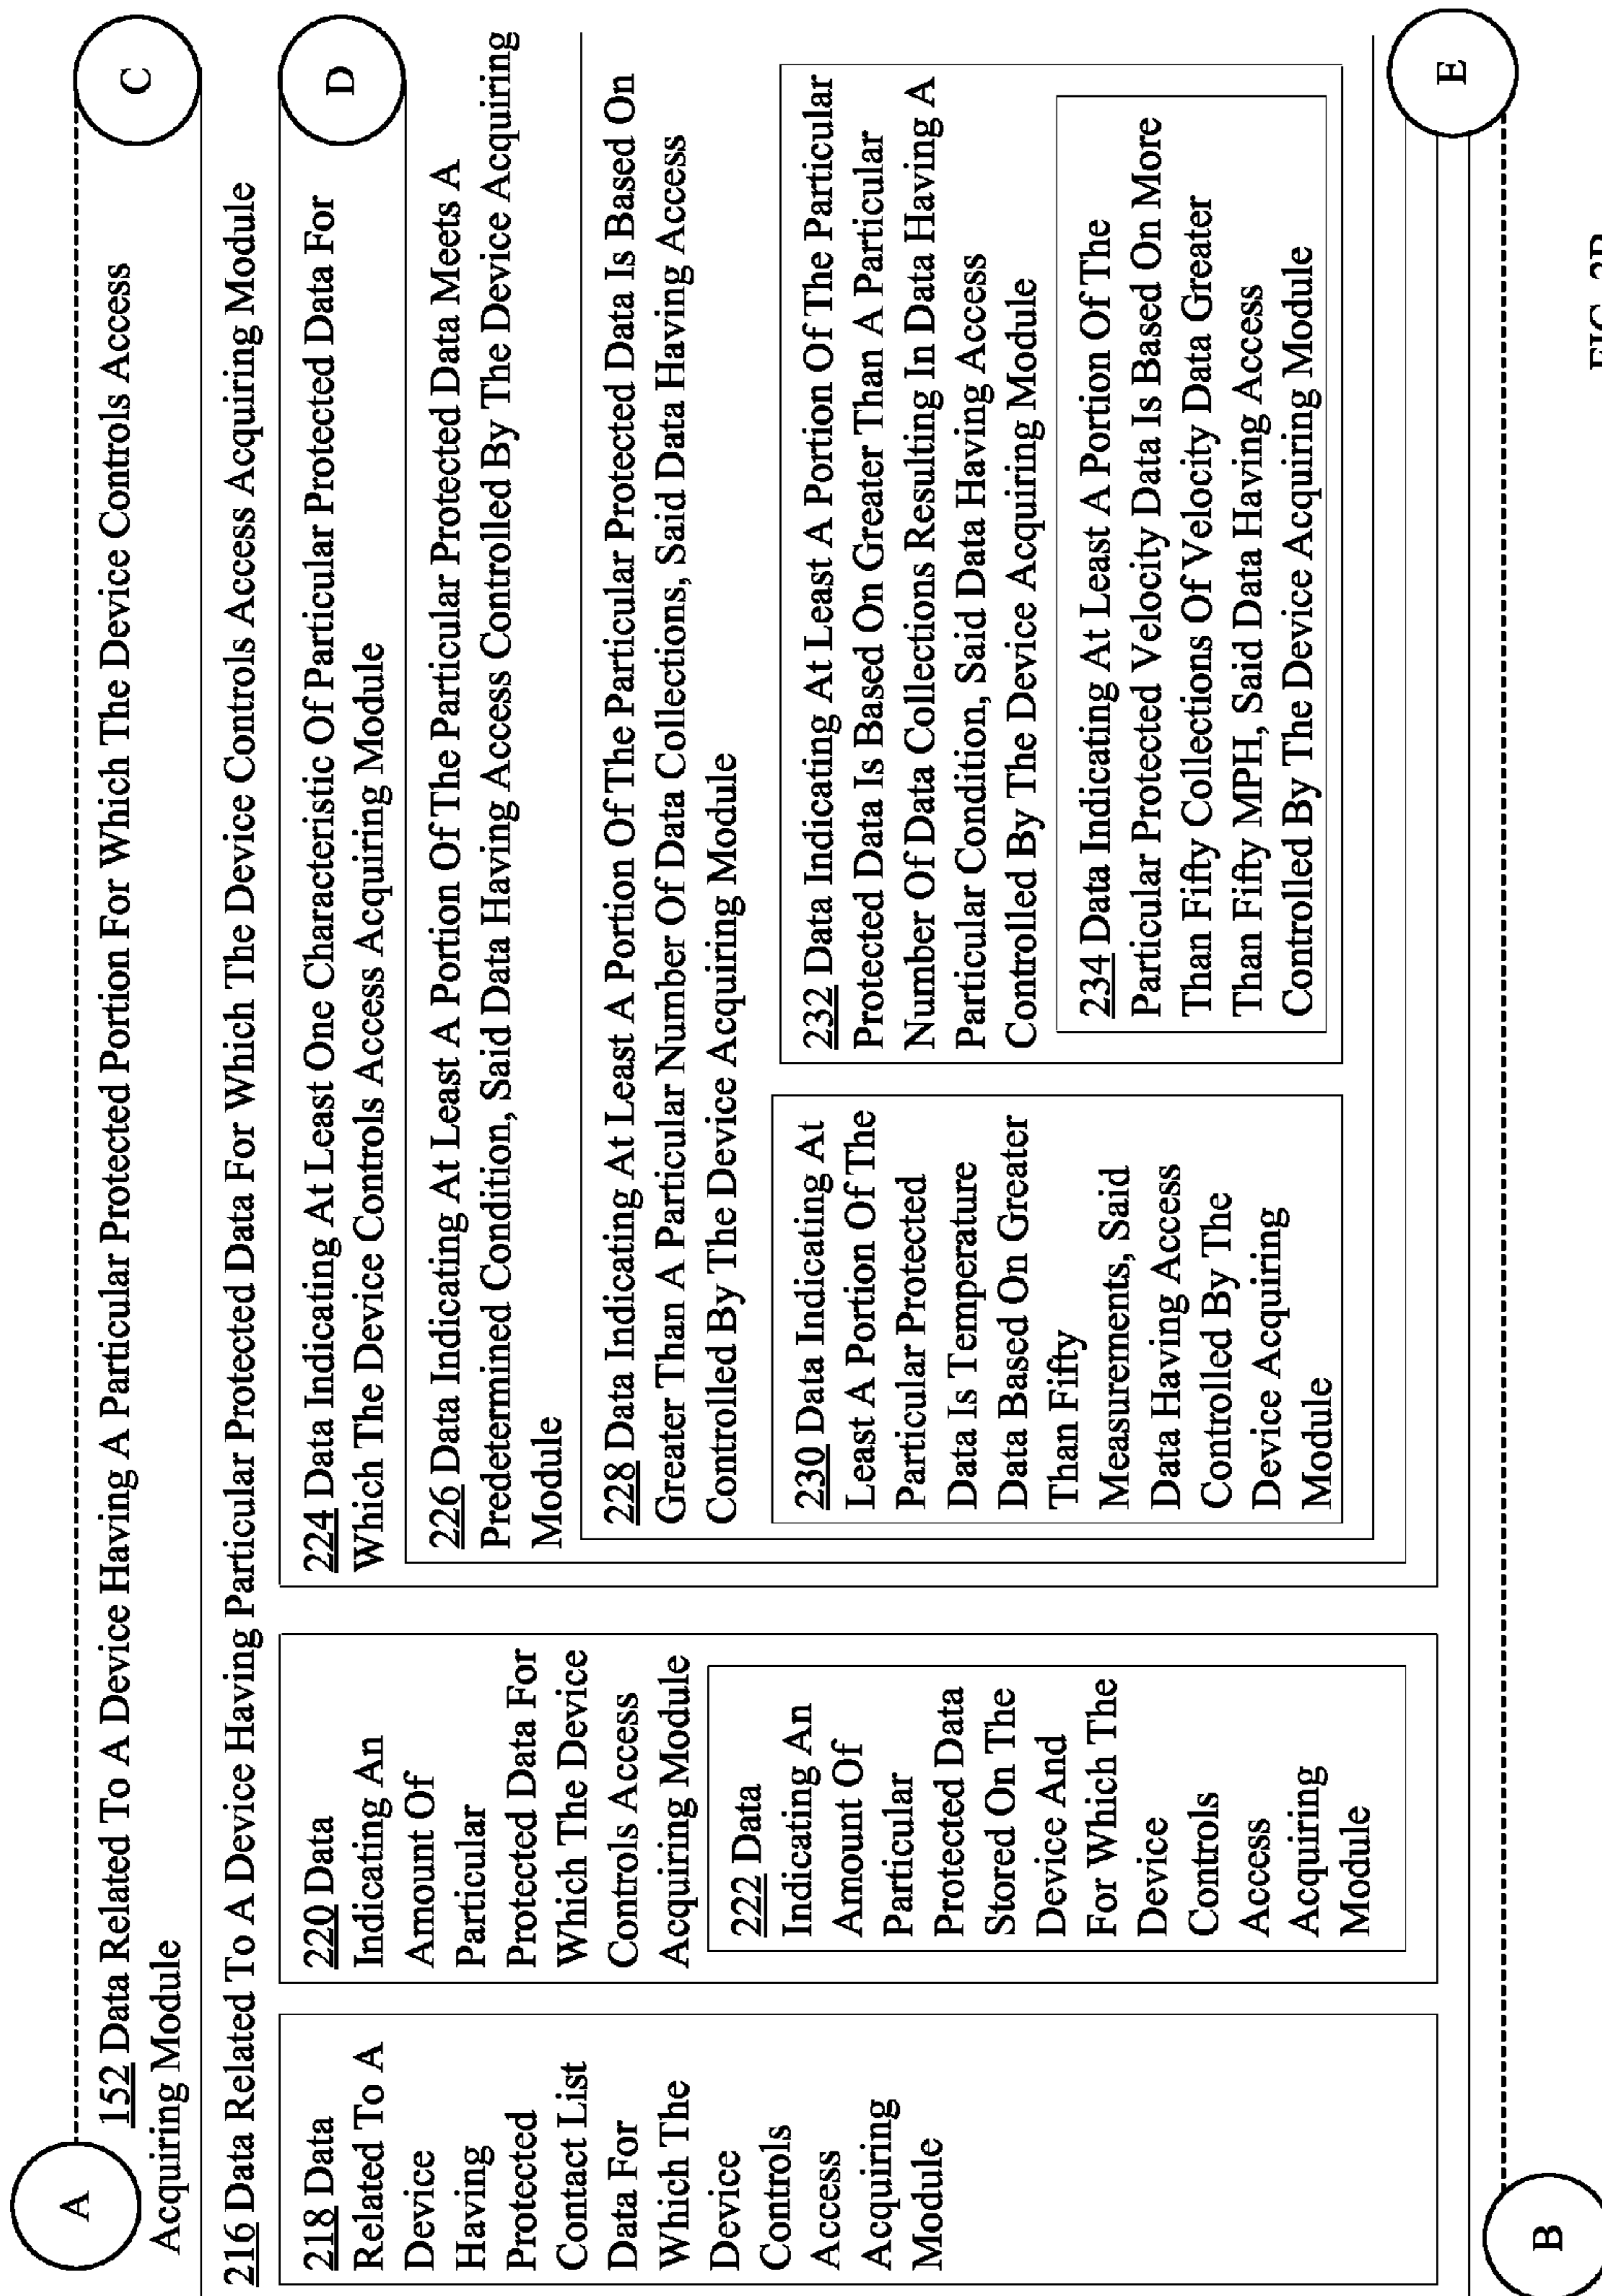 A
152 Data Related To A Device Having A Particular Protected Portion For Which The Device Controls Access
Acquiring Module
C
216 Data Related To A Device Having Particular Protected Data For Which The Device Controls Access Acquiring Module
218 Data
Related To A
Device
Having
Protected
Contact List
Data For
Which The
Device
Controls
Access
Acquiring
Module
220 Data
Indicating An
Amount Of
Particular
Protected Data For
Which The Device
Controls Access
Acquiring Module
222 Data
Indicating An
Amount Of
Particular
Protected Data
Stored On The
Device And
For Which The
Device
Controls
Access
Acquiring
Module
224 Data Indicating At Least One Characteristic Of Particular Protected Data For
Which The Device Controls Access Acquiring Module
D
226 Data Indicating At Least A Portion Of The Particular Protected Data Meets A
Predetermined Condition, Said Data Having Access Controlled By The Device Acquiring
Module
228 Data Indicating At Least A Portion Of The Particular Protected Data Is Based On
Greater Than A Particular Number Of Data Collections, Said Data Having Access
Controlled By The Device Acquiring Module
230 Data Indicating At
Least A Portion Of The
Particular Protected
Data Is Temperature
Data Based On Greater
Than Fifty
Measurements, Said
Data Having Access
Controlled By The
Device Acquiring
Module
232 Data Indicating At Least A Portion Of The Particular
Protected Data Is Based On Greater Than A Particular
Number Of Data Collections Resulting In Data Having A
Particular Condition, Said Data Having Access
Controlled By The Device Acquiring Module
234 Data Indicating At Least A Portion Of The
Particular Protected Velocity Data Is Based On More
Than Fifty Collections Of Velocity Data Greater
Than Fifty MPH, Said Data Having Access
Controlled By The Device Acquiring Module
B
E